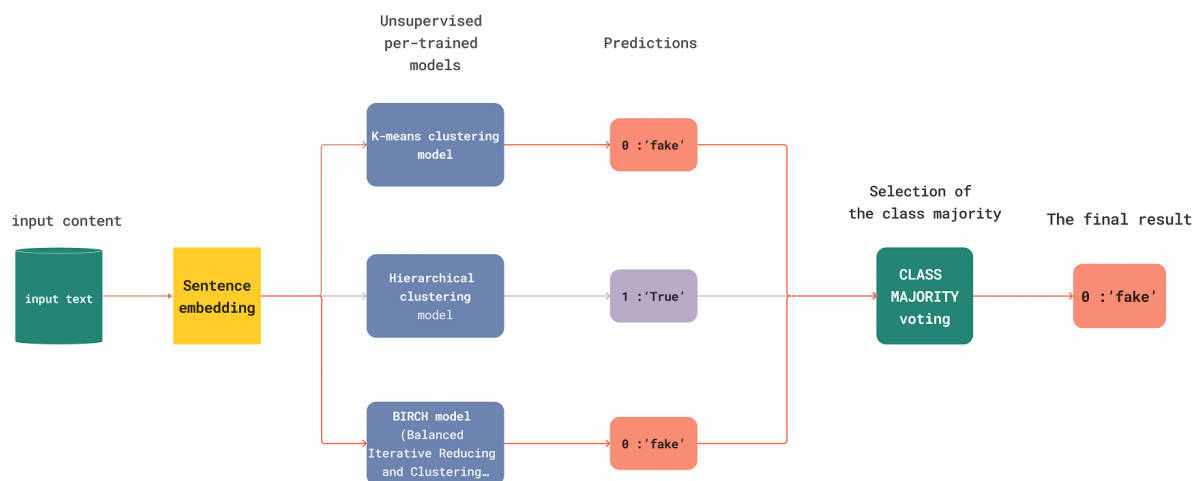 Unsupervised
per-trained
models
Predictions
K-means clustering
model
0 :‘fake’
Selection of
the class majority
input content
The final result
input text
Sentence
embedding
Hierarchical
clustering
model
1 :‘True’
CLASS
MAJORITY
voting
0 :’fake’
BIRCH model
(Balanced
Iterative Reducing
and Clustering…
0 :‘fake’